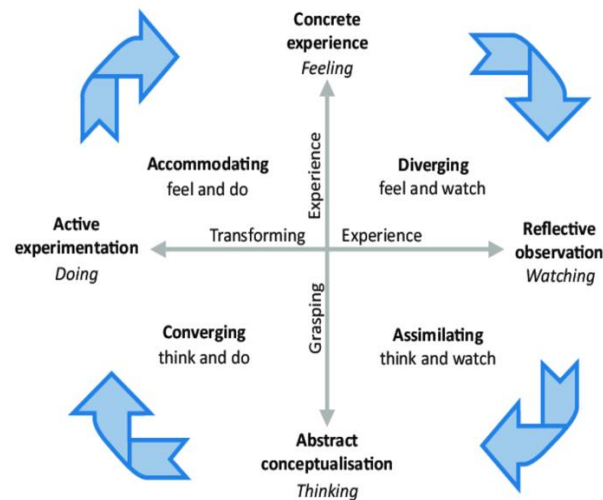 Concrete
experience
Feeling
Accommodating
feel and do
Experience
Diverging
feel and watch
Active
experimentation
Doing
Transforming
Experience
Reflective
observation
Watching
Grasping
Converging
think and do
Assimilating
think and watch
Abstract
conceptualisation
Thinking